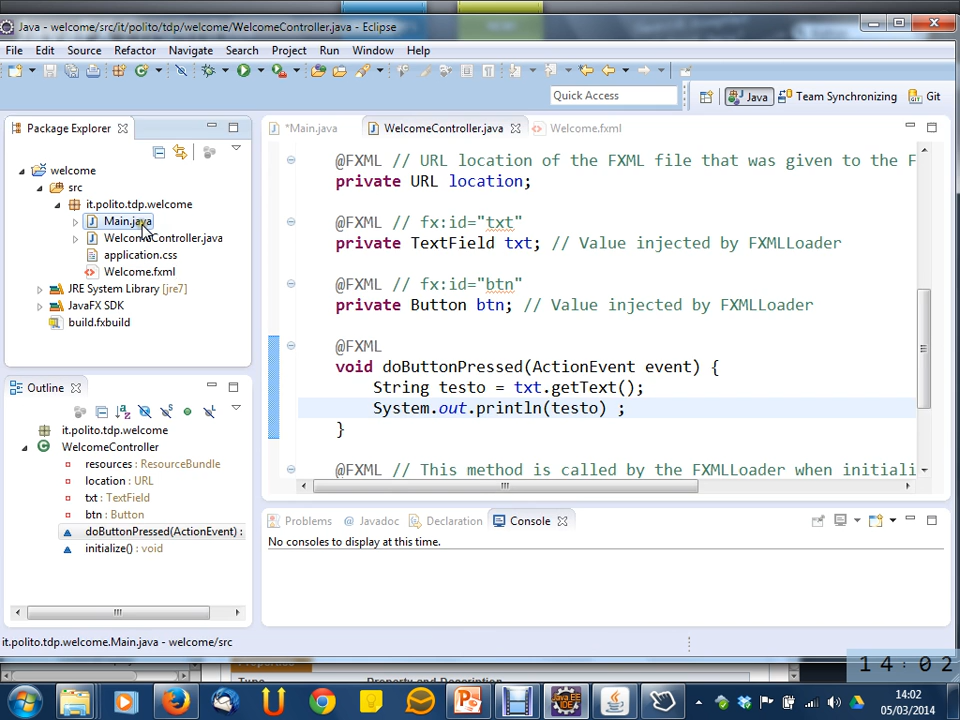 Java - welcome/src/it/polito/tdp/welcome/WelcomeController.java - Eclipse
File Edit Source Refactor Navigate Search Project Run Window Help
Quick Access
Java
Team Synchronizing
Git
Package Explorer
welcome
src
it.polito.tdp.welcome
Main.java
WelcomeController.java
application.css
Welcome.fxml
JRE System Library [jre7]
JavaFX SDK
build.fxbuild
Outline
it.polito.tdp.welcome
WelcomeController
resources : ResourceBundle
location : URL
txt : TextField
btn : Button
doButtonPressed(ActionEvent) :
initialize() : void
*Main.java
WelcomeController.java
Welcome.fxml
@FXML // URL location of the FXML file that was given to the F
private URL location;
@FXML // fx:id="txt"
private TextField txt; // Value injected by FXMLLoader
@FXML // fx:id="btn"
private Button btn; // Value injected by FXMLLoader
@FXML
void doButtonPressed(ActionEvent event) {
String testo = txt.getText();
System.out.println(testo) ;
}
@FXML // This method is called by the FXMLLoader when initiali
Problems @ Javadoc Declaration Console
No consoles to display at this time.
it.polito.tdp.welcome.Main.java - welcome/src
14:02
Type Property and Description
14:02
05/03/2014